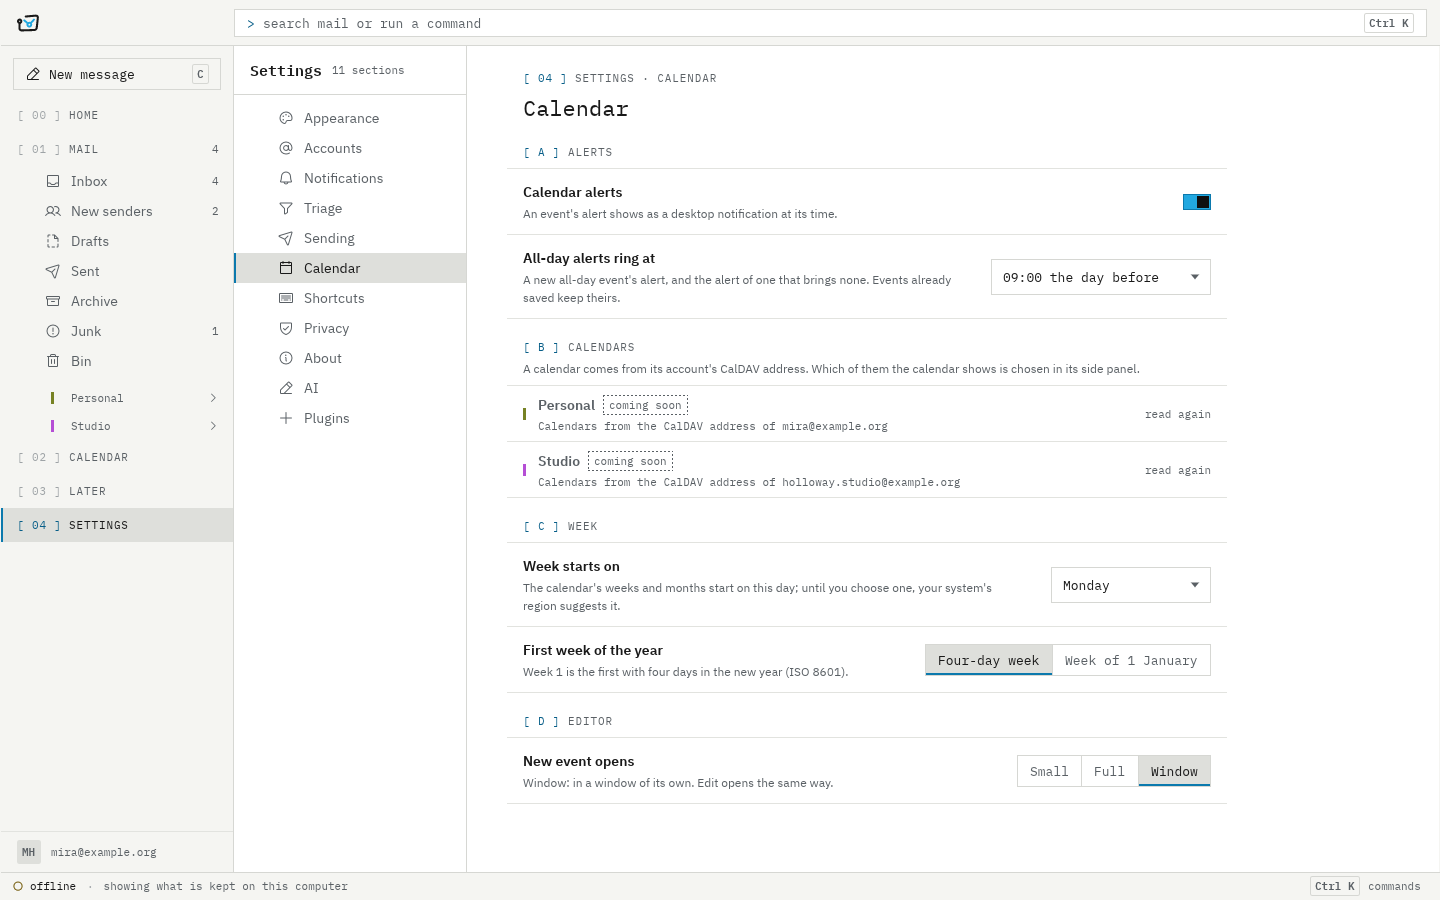 > search mail or run a command Ctrl K
New message C
[ 00 ] HOME
[ 01 ] MAIL 4
Inbox 4
New senders 2
Drafts
Sent
Archive
Junk 1
Bin
Personal
Studio
[ 02 ] CALENDAR
[ 03 ] LATER
[ 04 ] SETTINGS
MH mira@example.org
Settings 11 sections
Appearance
Accounts
Notifications
Triage
Sending
Calendar
Shortcuts
Privacy
About
AI
Plugins
[ 04 ] SETTINGS · CALENDAR
Calendar
[ A ] ALERTS
Calendar alerts
An event's alert shows as a desktop notification at its time.
All-day alerts ring at
A new all-day event's alert, and the alert of one that brings none. Events already
saved keep theirs.
09:00 the day before
[ B ] CALENDARS
A calendar comes from its account's CalDAV address. Which of them the calendar shows is chosen in its side panel.
Personal coming soon
Calendars from the CalDAV address of mira@example.org
read again
Studio coming soon
Calendars from the CalDAV address of holloway.studio@example.org
read again
[ C ] WEEK
Week starts on
The calendar's weeks and months start on this day; until you choose one, your system's
region suggests it.
Monday
First week of the year
Week 1 is the first with four days in the new year (ISO 8601).
Four-day week Week of 1 January
[ D ] EDITOR
New event opens
Window: in a window of its own. Edit opens the same way.
Small Full Window
offline · showing what is kept on this computer
Ctrl K commands